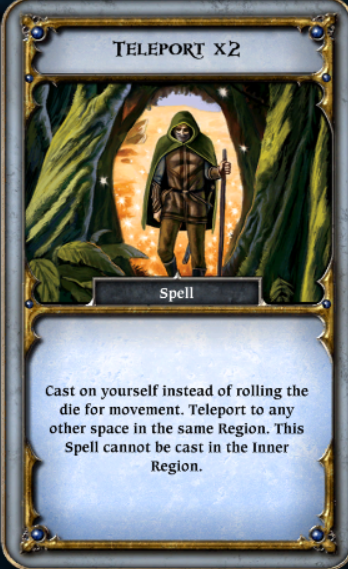 Teleport x2
Spell
Cast on yourself instead of rolling the
die for movement. Teleport to any
other space in the same Region. This
Spell cannot be cast in the Inner
Region.